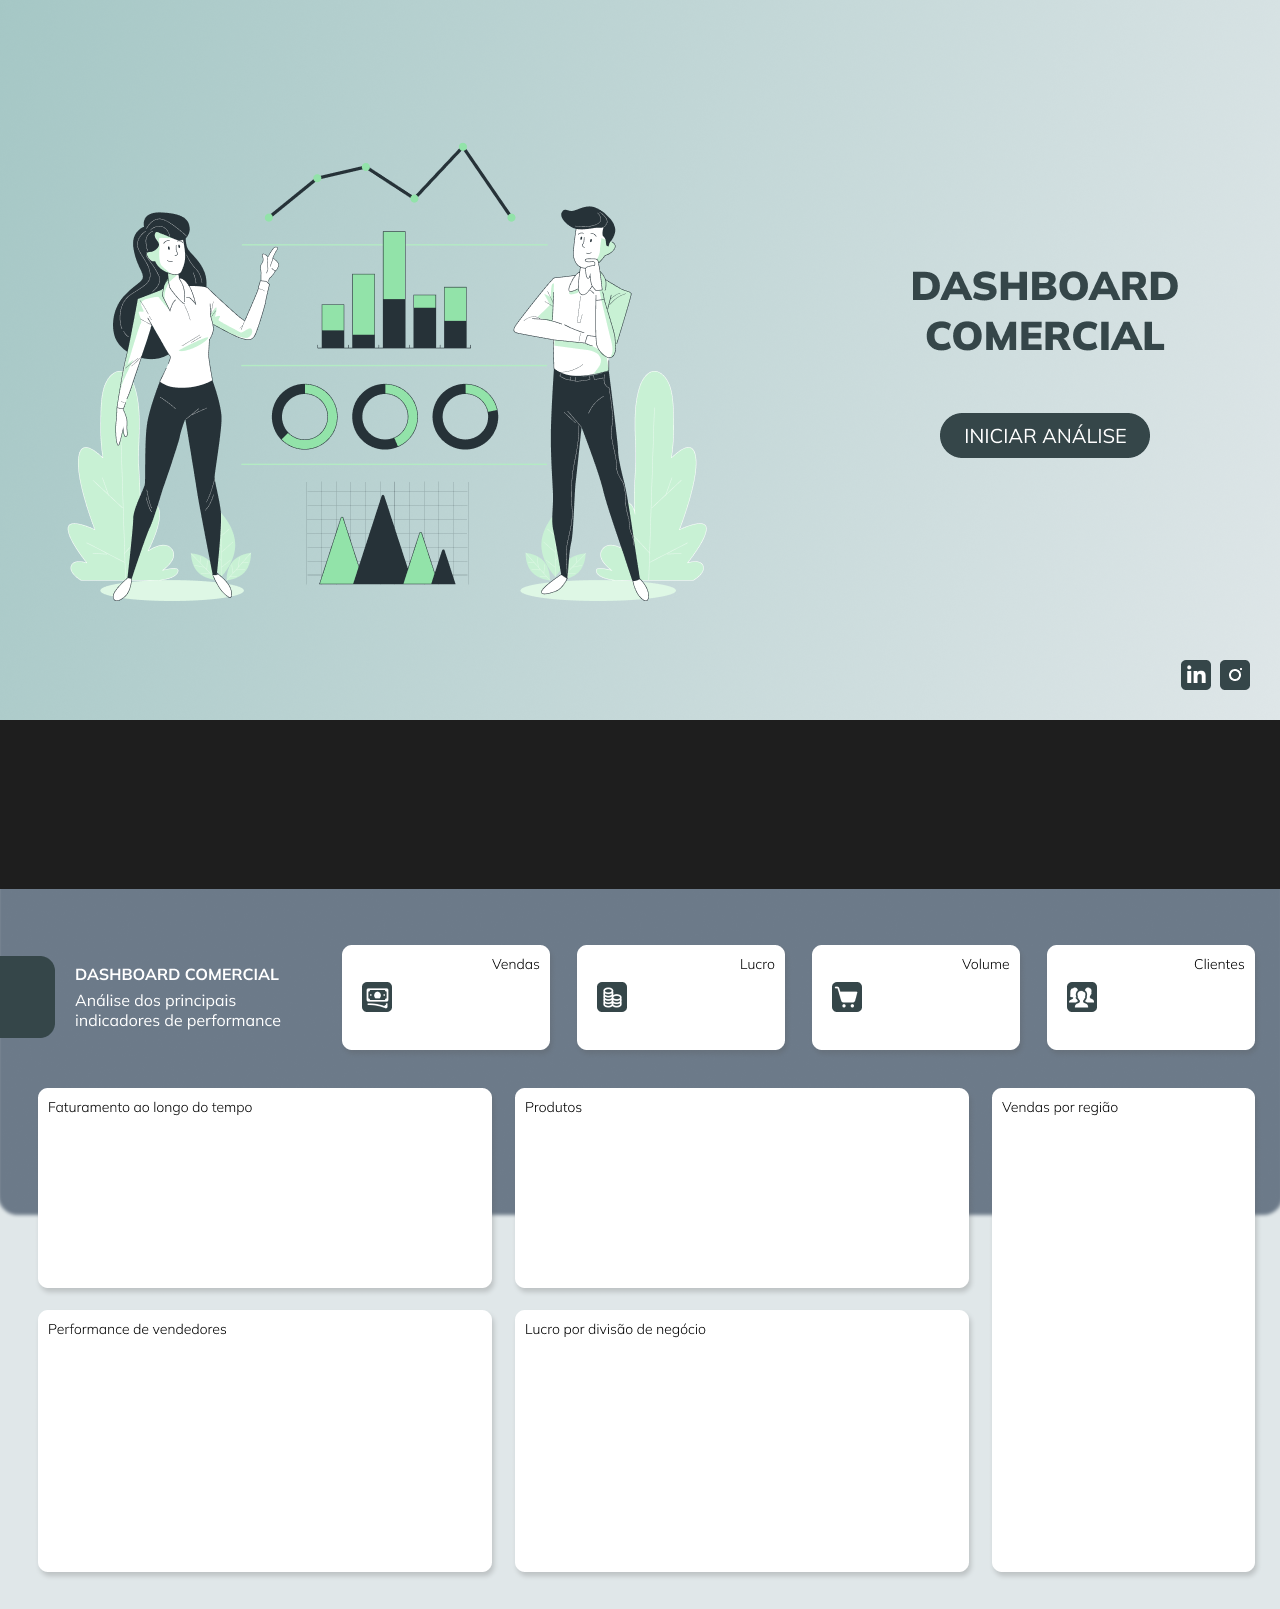 DASHBOARD
COMERCIAL
INICIAR ANÁLISE
in
DASHBOARD COMERCIAL
Análise dos principais
indicadores de performance
Vendas
Lucro
Volume
Clientes
Faturamento ao longo do tempo
Produtos
Vendas por região
Performance de vendedores
Lucro por divisão de negócio